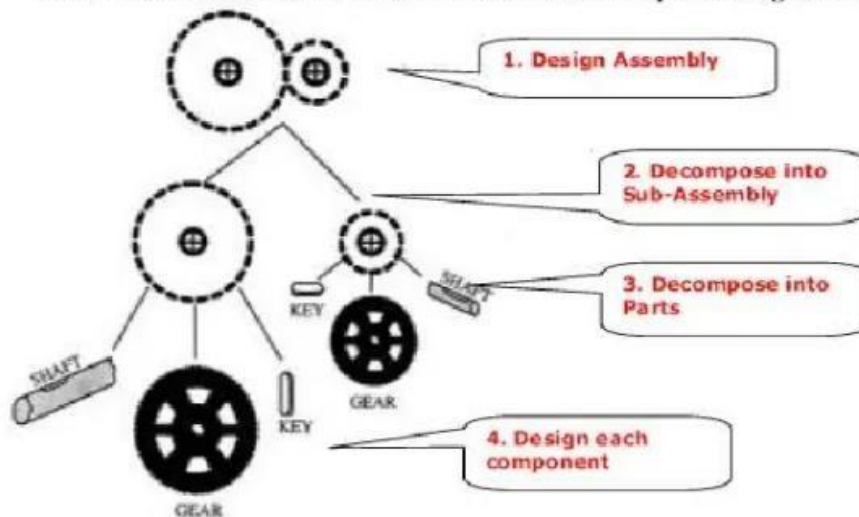 1. Design Assembly
2. Decompose into
Sub-Assembly
SHAFT
KEY
3. Decompose into
Parts
SHAFT
GEAR
KEY
4. Design each
component
GEAR